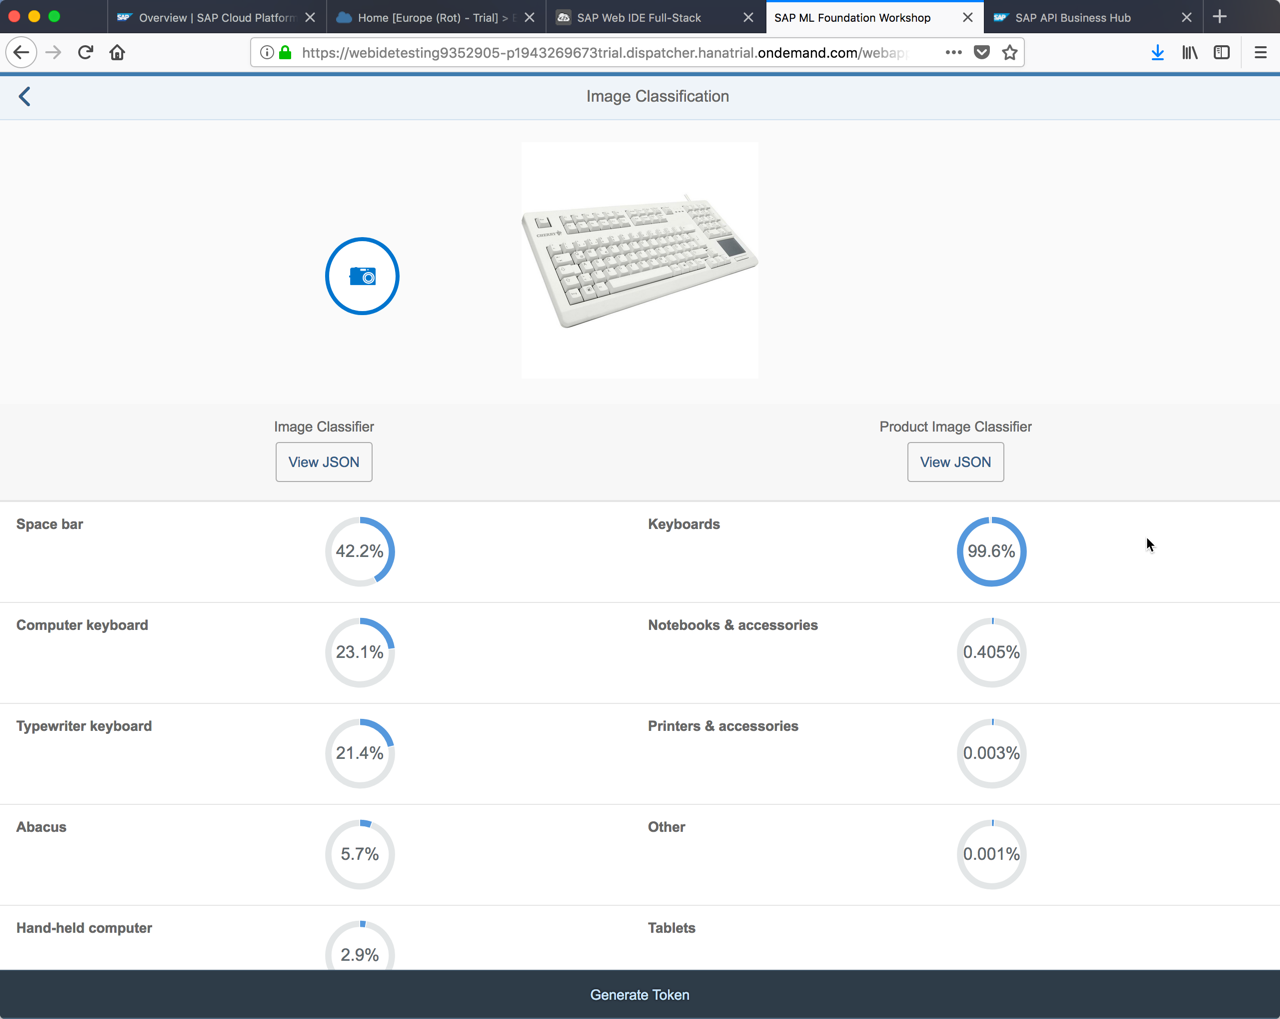 SAP Overview | SAP Cloud Platform
Home [Europe (Rot) - Trial] >
SAP Web IDE Full-Stack
SAP ML Foundation Workshop
SAP SAP API Business Hub
https://webidetesting9352905-p1943269673trial.dispatcher.hanatrial.ondemand.com/webapp
Image Classification
CHERRY
Image Classifier
Product Image Classifier
View JSON
View JSON
Space bar
42.2%
Keyboards
99.6%
Computer keyboard
23.1%
Notebooks & accessories
0.405%
Typewriter keyboard
21.4%
Printers & accessories
0.003%
Abacus
5.7%
Other
0.001%
Hand-held computer
2.9%
Tablets
Generate Token